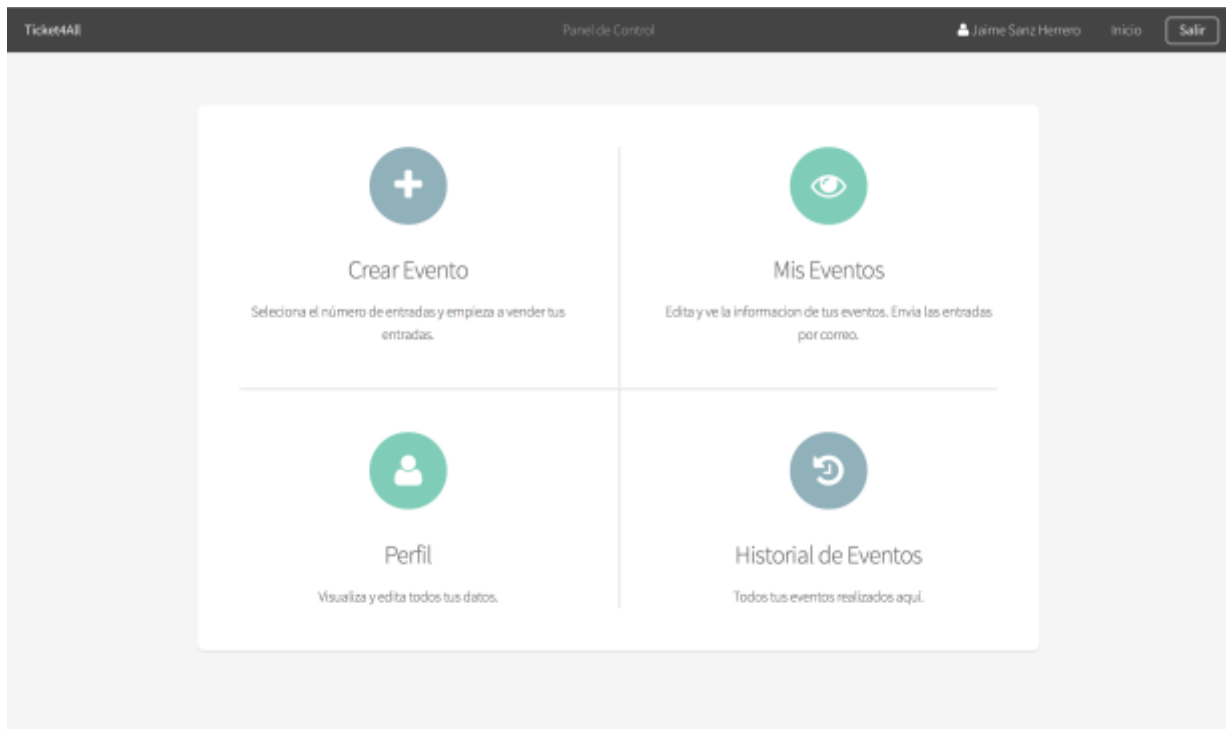 Ticket4All
Panel de Control
Jaime Sanz Herrero
Inicio
Salir
Crear Evento
Seleciona el número de entradas y empieza a vender tus
entradas.
Mis Eventos
Edita y ve la informacion de tus eventos. Envia las entradas
por correo.
Perfil
Visualiza y edita todos tus datos.
Historial de Eventos
Todos tus eventos realizados aquí.